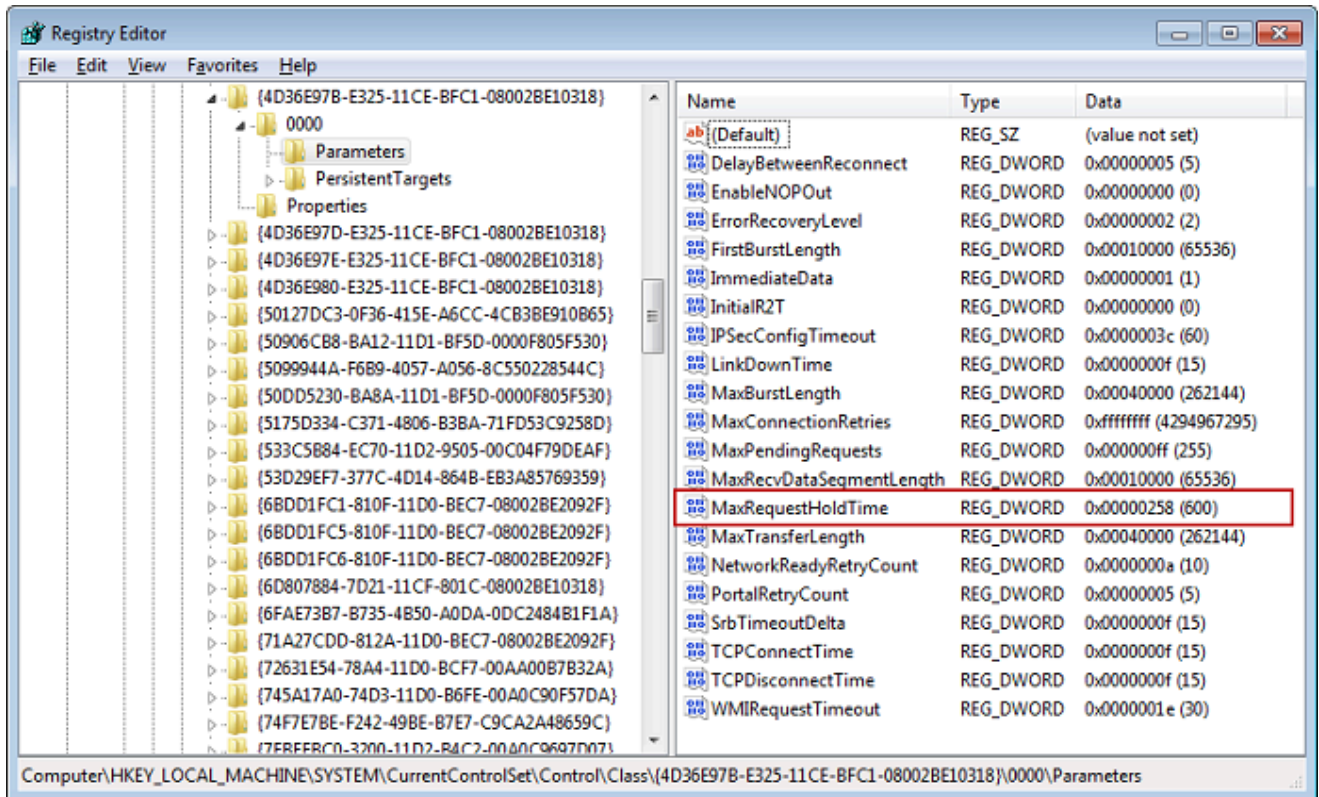 Registry Editor
File Edit View Favorites Help
{4D36E97B-E325-11CE-BFC1-08002BE10318}
0000
Parameters
PersistentTargets
Properties
{4D36E97D-E325-11CE-BFC1-08002BE10318}
{4D36E97E-E325-11CE-BFC1-08002BE10318}
{4D36E980-E325-11CE-BFC1-08002BE10318}
{50127DC3-0F36-415E-A6CC-4CB3BE910B65}
{50906CB8-BA12-11D1-BF5D-0000F805F530}
{5099944A-F6B9-4057-A056-8C550228544C}
{50DD5230-BA8A-11D1-BF5D-0000F805F530}
{5175D334-C371-4806-B3BA-71FD53C9258D}
{533C5B84-EC70-11D2-9505-00C04F79DEAF}
{53D29EF7-377C-4D14-864B-EB3A85769359}
{6BDD1FC1-810F-11D0-BEC7-08002BE2092F}
{6BDD1FC5-810F-11D0-BEC7-08002BE2092F}
{6BDD1FC6-810F-11D0-BEC7-08002BE2092F}
{6D807884-7D21-11CF-801C-08002BE10318}
{6FAE73B7-B735-4B50-A0DA-0DC2484B1F1A}
{71A27CDD-812A-11D0-BEC7-08002BE2092F}
{72631E54-78A4-11D0-BCF7-00AA00B7B32A}
{745A17A0-74D3-11D0-B6FE-00A0C90F57DA}
{74F7E7BE-F242-49BE-B7E7-C9CA2A48659C}
{7EBEFBC0-3200-11D2-B4C2-00A0C9697D07}
Name Type Data
(Default) REG_SZ (value not set)
DelayBetweenReconnect REG_DWORD 0x00000005 (5)
EnableNOPOut REG_DWORD 0x00000000 (0)
ErrorRecoveryLevel REG_DWORD 0x00000002 (2)
FirstBurstLength REG_DWORD 0x00010000 (65536)
ImmediateData REG_DWORD 0x00000001 (1)
InitialR2T REG_DWORD 0x00000000 (0)
IPSecConfigTimeout REG_DWORD 0x0000003c (60)
LinkDownTime REG_DWORD 0x0000000f (15)
MaxBurstLength REG_DWORD 0x00040000 (262144)
MaxConnectionRetries REG_DWORD 0xffffffff (4294967295)
MaxPendingRequests REG_DWORD 0x000000ff (255)
MaxRecvDataSegmentLength REG_DWORD 0x00010000 (65536)
MaxRequestHoldTime REG_DWORD 0x00000258 (600)
MaxTransferLength REG_DWORD 0x00040000 (262144)
NetworkReadyRetryCount REG_DWORD 0x0000000a (10)
PortalRetryCount REG_DWORD 0x00000005 (5)
SrbTimeoutDelta REG_DWORD 0x0000000f (15)
TCPConnectTime REG_DWORD 0x0000000f (15)
TCPDisconnectTime REG_DWORD 0x0000000f (15)
WMIRequestTimeout REG_DWORD 0x0000001e (30)
Computer\HKEY_LOCAL_MACHINE\SYSTEM\CurrentControlSet\Control\Class\{4D36E97B-E325-11CE-BFC1-08002BE10318}\0000\Parameters